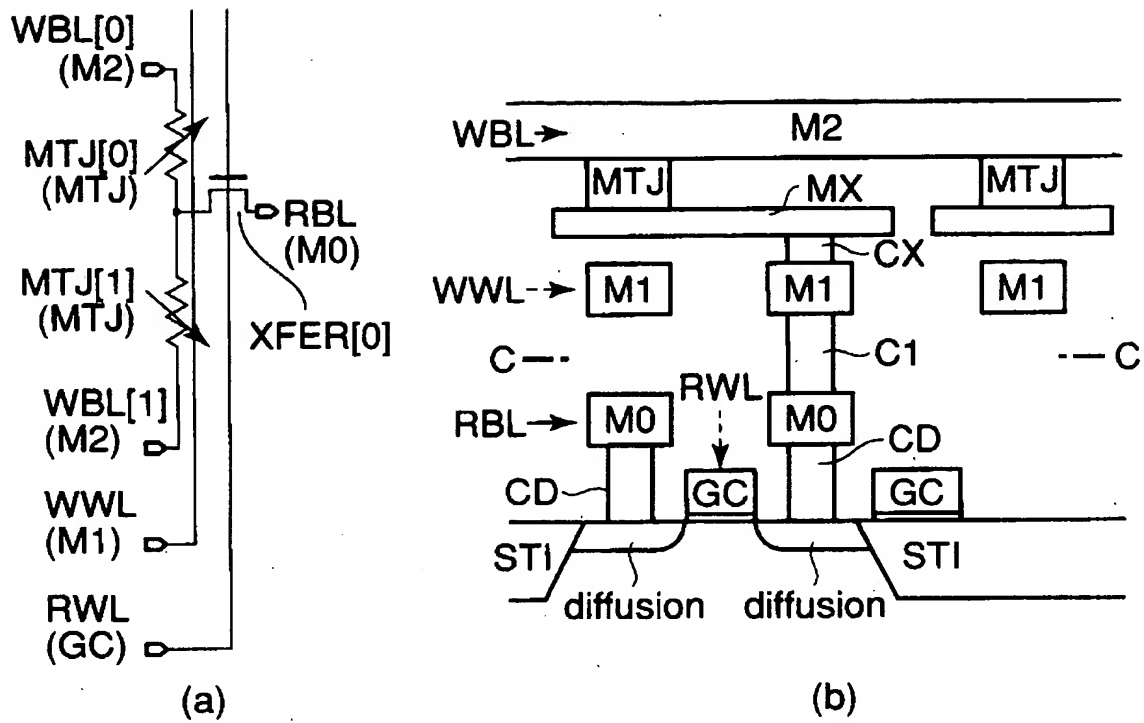 WBL[0]
(M2)
MTJ[0]
(MTJ)
RBL
(M0)
MTJ[1]
(MTJ)
XFER[0]
WBL[1]
(M2)
WWL
(M1)
RWL
(GC)
(a)
WBL
M2
MTJ
MTJ
MX
CX
WWL
M1
M1
M1
C
C1
C
RWL
RBL
M0
M0
CD
CD
GC
GC
STI
STI
diffusion
diffusion
(b)